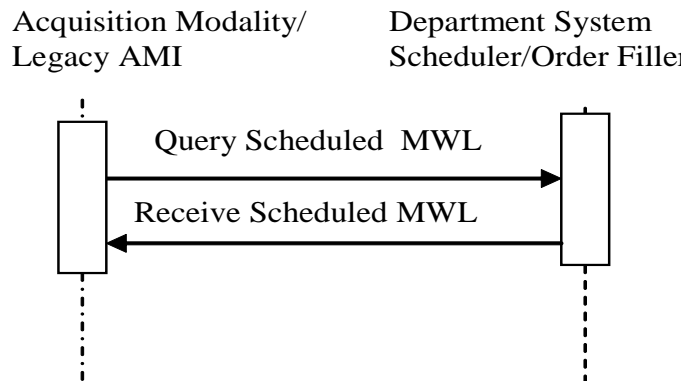 Acquisition Modality/
Legacy AMI
Department System
Scheduler/Order Filler
Query Scheduled MWL
Receive Scheduled MWL